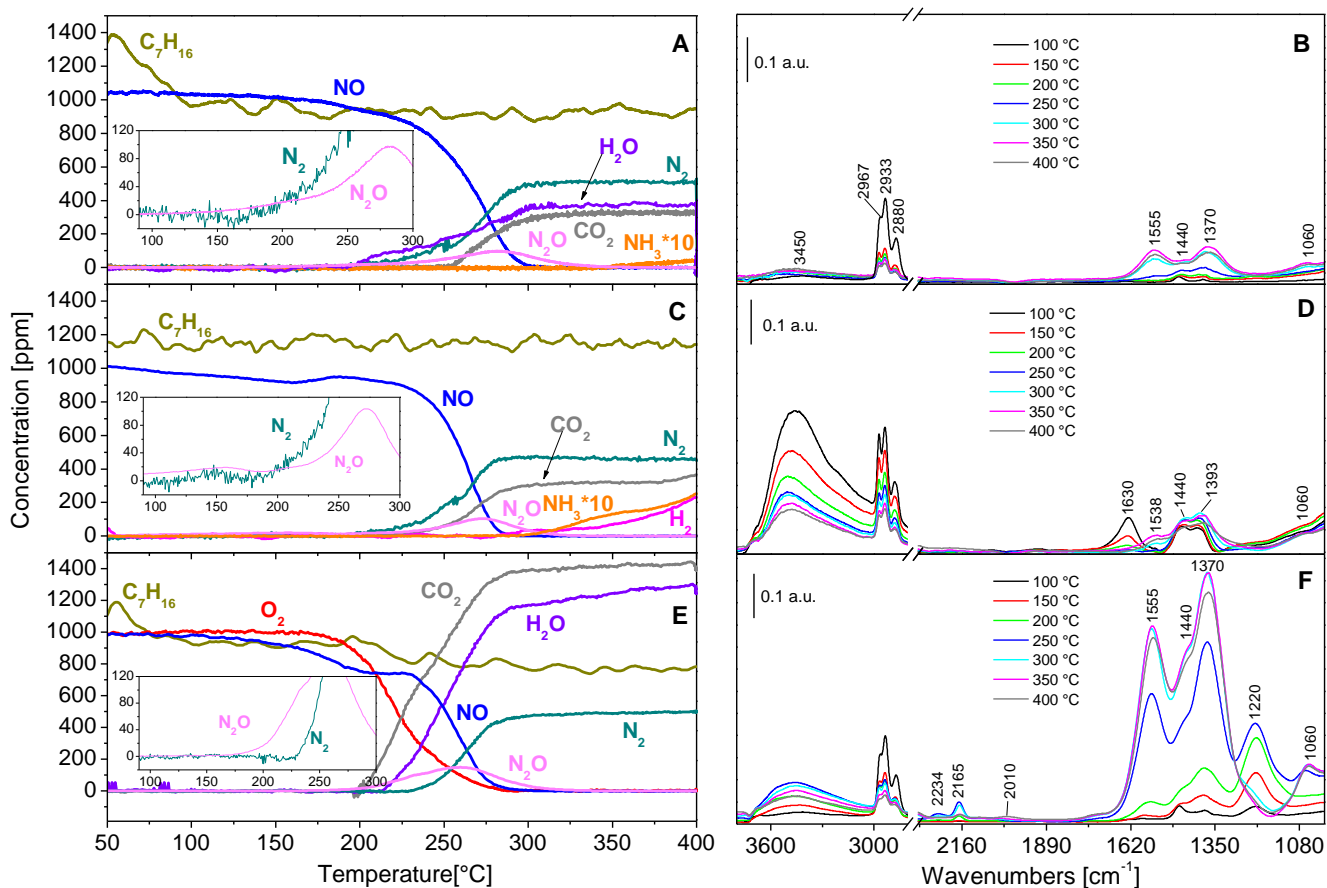 Concentration [ppm]
A
1400
1200
1000
800
600
400
200
0
C7H16
NO
H2O
N2
CO2
N2O
NH3*10
120
80
40
0
N2
N2O
100 150 200 250 300
C
1400
1200
1000
800
600
400
200
0
C7H16
NO
CO2
N2
N2O
NH3*10
H2
120
80
40
0
N2
N2O
100 150 200 250 300
E
1400
1200
1000
800
600
400
200
0
C7H16
O2
CO2
H2O
NO
N2
N2O
120
80
40
0
N2O
N2
100 150 200 250 300
50 100 150 200 250 300 350 400
Temperature[°C]
B
0.1 a.u.
100 °C
150 °C
200 °C
250 °C
300 °C
350 °C
400 °C
3450
2967
2933
2880
1555
1440
1370
1060
D
0.1 a.u.
100 °C
150 °C
200 °C
250 °C
300 °C
350 °C
400 °C
1630
1538
1440
1393
1060
F
0.1 a.u.
100 °C
150 °C
200 °C
250 °C
300 °C
350 °C
400 °C
2234
2165
2010
1555
1440
1370
1220
1060
3600 3000 2160 1890 1620 1350 1080
Wavenumbers [cm-1]